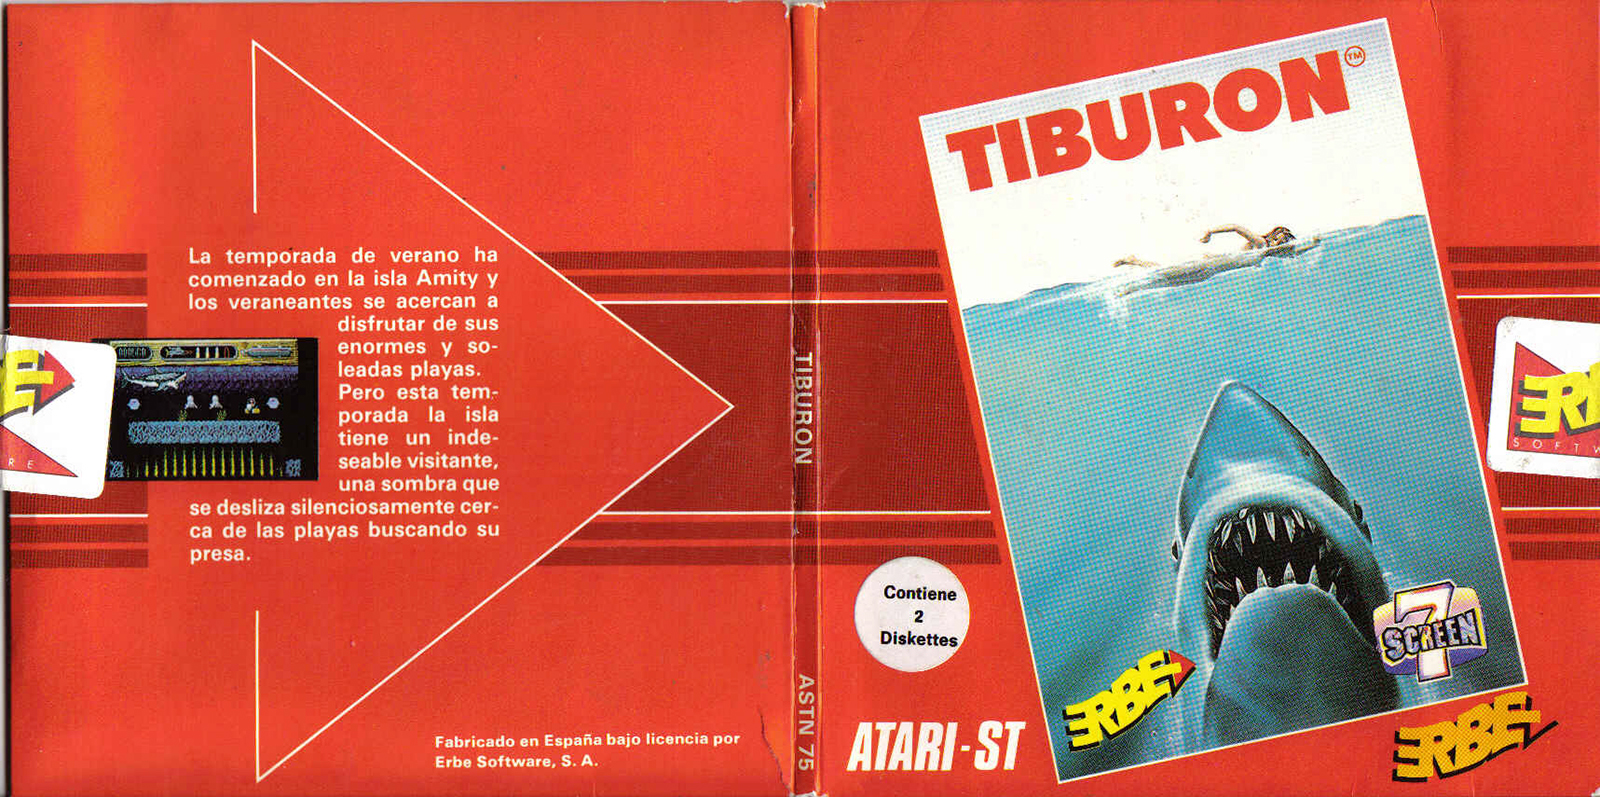 La temporada de verano ha
comenzado en la isla Amity y
los veraneantes se acercan a
disfrutar de sus
enormes y so-
leadas playas.
Pero esta tem-
porada la isla
tiene un inde-
seable visitante,
una sombra que
se desliza silenciosamente cer-
ca de las playas buscando su
presa.
Fabricado en España bajo licencia por
Erbe Software, S. A.
TIBURON
ASTN 75
TIBURON™
Contiene
2
Diskettes
ATARI-ST
ERBE
SCREEN 7
ERBE